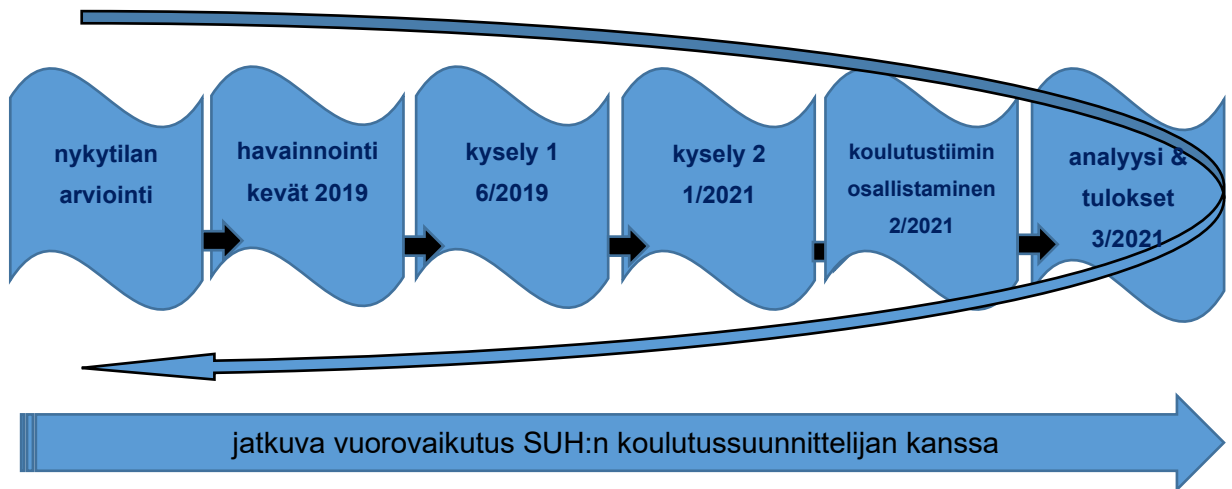 nykytilan
arviointi
havainnointi
kevät 2019
kysely 1
6/2019
kysely 2
1/2021
koulutustiimin
osallistaminen
2/2021
analyysi &
tulokset
3/2021
jatkuva vuorovaikutus SUH:n koulutussuunnittelijan kanssa